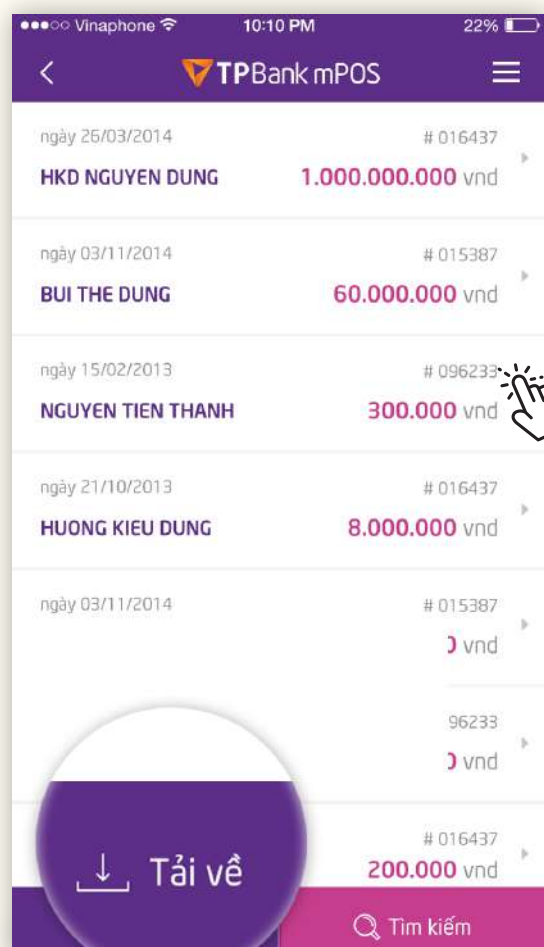 Vinaphone 10:10 PM 22%
TPBank mPOS
ngày 26/03/2014 # 016437
HKD NGUYEN DUNG 1.000.000.000 vnd
ngày 03/11/2014 # 015387
BUI THE DUNG 60.000.000 vnd
ngày 15/02/2013 # 096233
NGUYEN TIEN THANH 300.000 vnd
ngày 21/10/2013 # 016437
HUONG KIEU DUNG 8.000.000 vnd
ngày 03/11/2014 # 015387
vnd
96233
vnd
# 016437
200.000 vnd
Tải về
Tìm kiếm